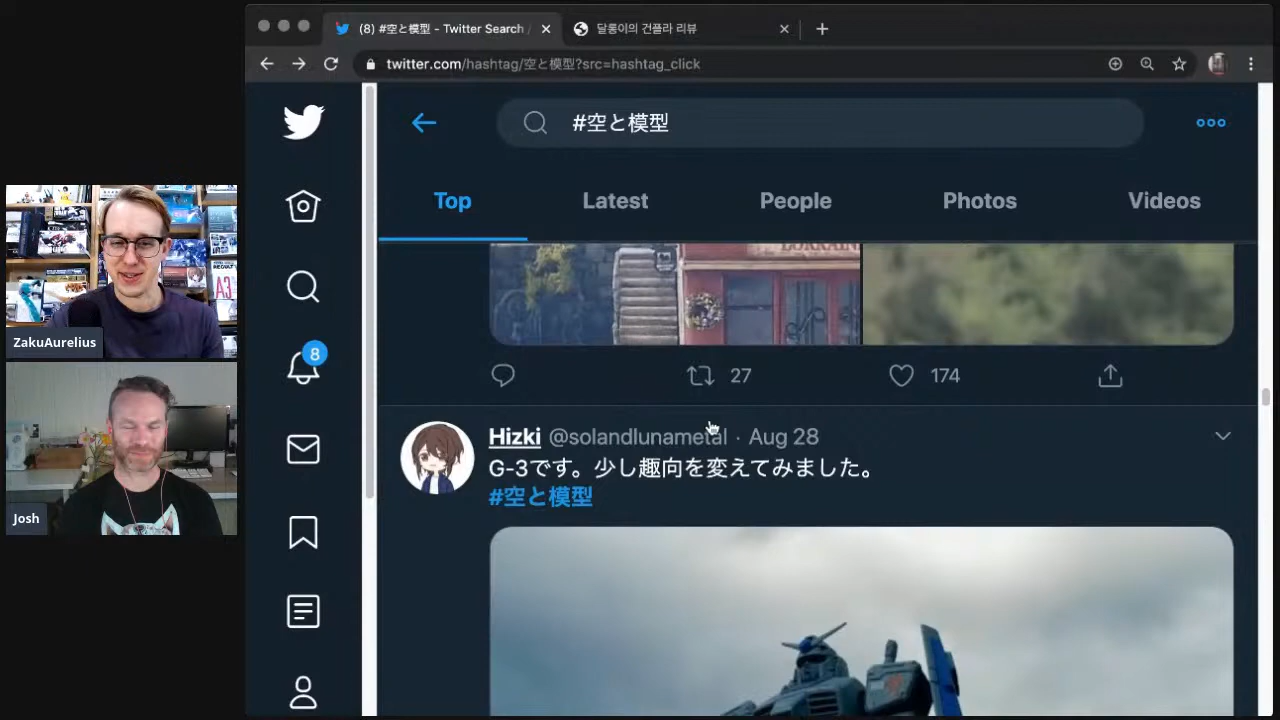 (8) #空と模型 - Twitter Search /
달롱이의 건플라 리뷰
twitter.com/hashtag/空と模型?src=hashtag_click
#空と模型
Top
Latest
People
Photos
Videos
27
174
8
Hizki @solandlunametal · Aug 28
G-3です。少し趣向を変えてみました。
#空と模型
ZakuAurelius
Josh
A3